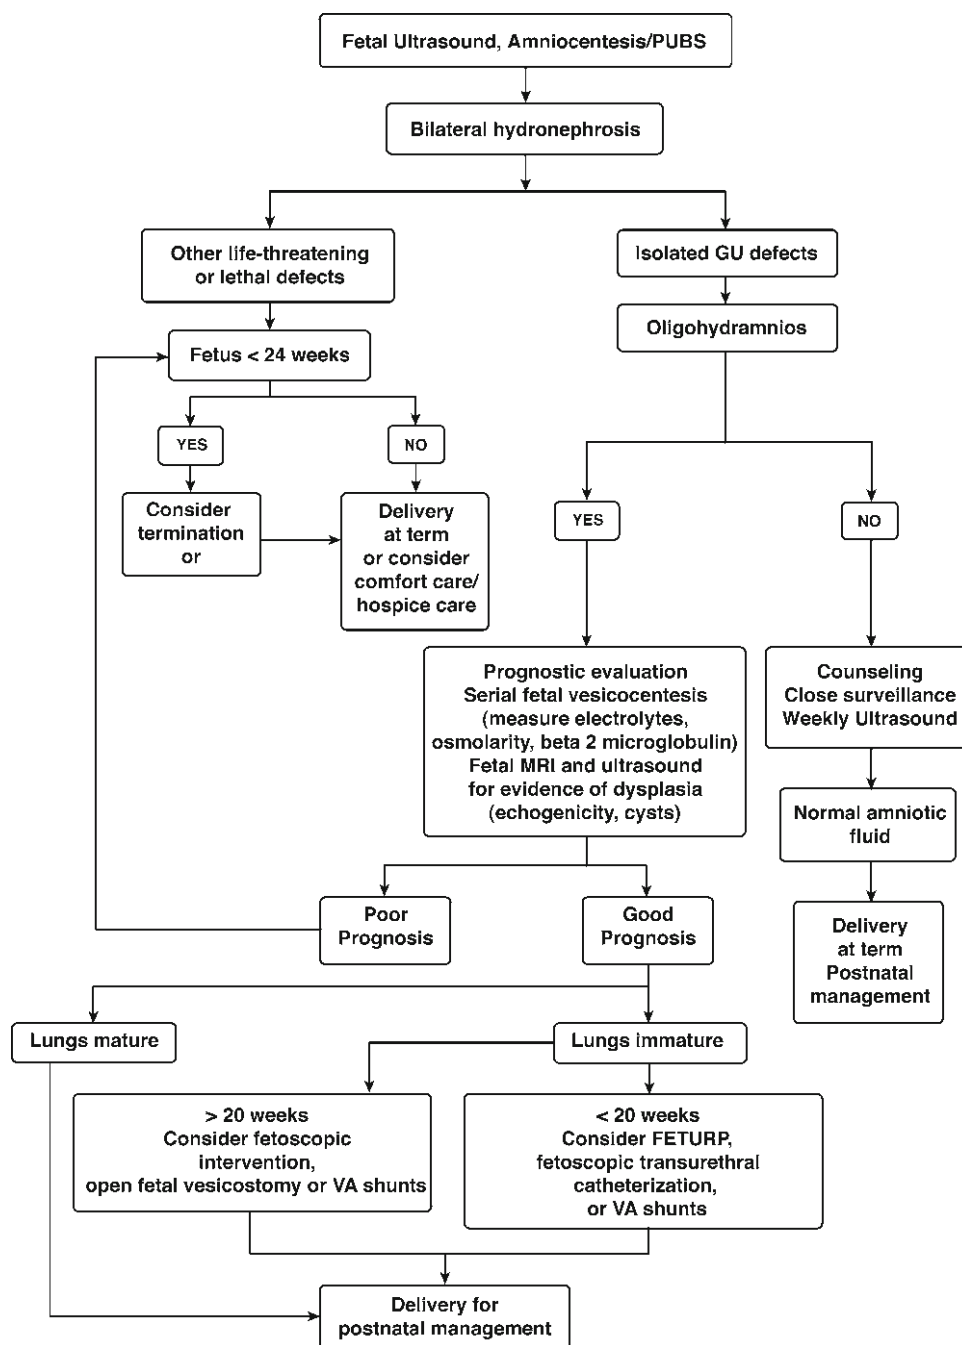 Fetal Ultrasound, Amniocentesis/PUBS
Bilateral hydronephrosis
Other life-threatening
or lethal defects
Isolated GU defects
Oligohydramnios
Fetus < 24 weeks
YES
NO
Consider
termination
or
Delivery
at term
or consider
comfort care/
hospice care
YES
NO
Prognostic evaluation
Serial fetal vesicocentesis
(measure electrolytes,
osmolarity, beta 2 microglobulin)
Fetal MRI and ultrasound
for evidence of dysplasia
(echogenicity, cysts)
Counseling
Close surveillance
Weekly Ultrasound
Normal amniotic
fluid
Delivery
at term
Postnatal
management
Poor
Prognosis
Good
Prognosis
Lungs mature
Lungs immature
> 20 weeks
Consider fetoscopic
intervention,
open fetal vesicostomy or VA shunts
< 20 weeks
Consider FETURP,
fetoscopic transurethral
catheterization,
or VA shunts
Delivery for
postnatal management